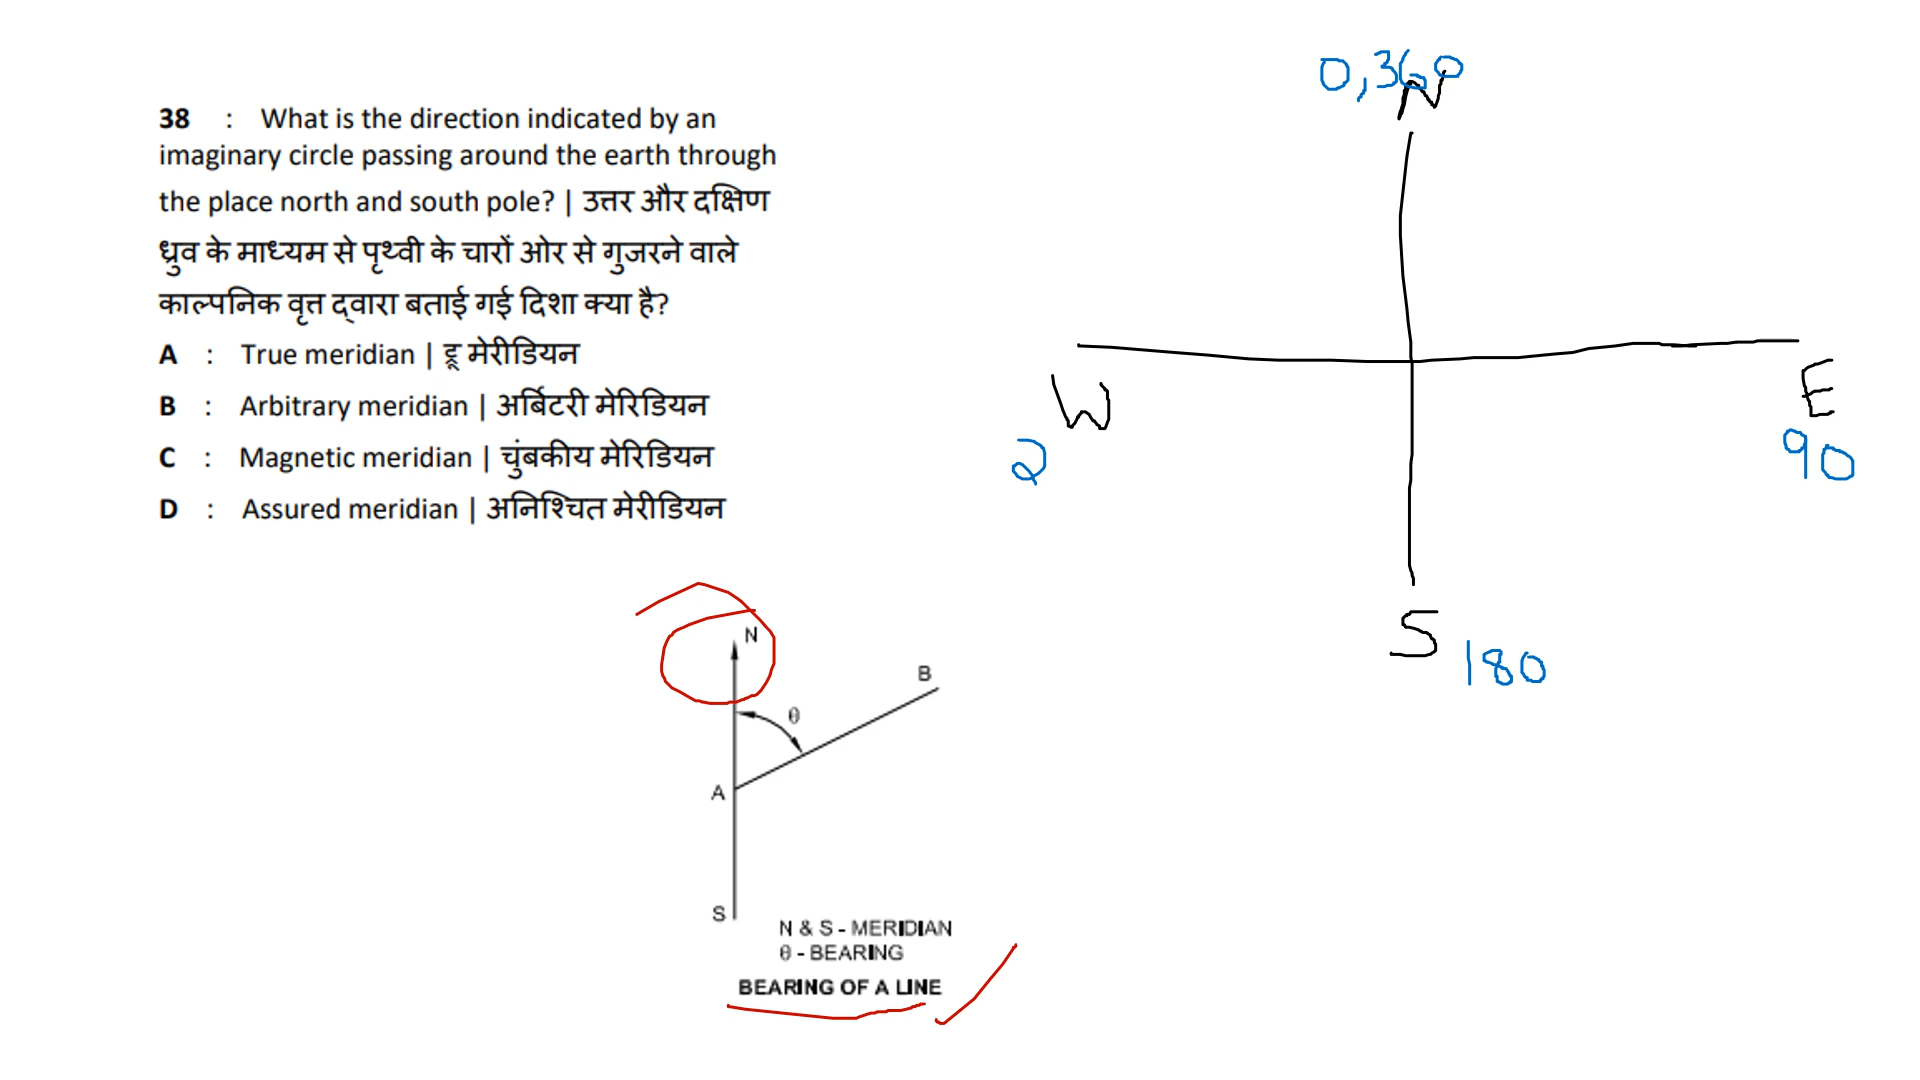 38 : What is the direction indicated by an
imaginary circle passing around the earth through
the place north and south pole? | उत्तर और दक्षिण
ध्रुव के माध्यम से पृथ्वी के चारों ओर से गुजरने वाले
काल्पनिक वृत्त द्वारा बताई गई दिशा क्या है?
A : True meridian | ट्रू मेरीडियन
B : Arbitrary meridian | अर्बिटरी मेरिडियन
C : Magnetic meridian | चुंबकीय मेरिडियन
D : Assured meridian | अनिश्चित मेरीडियन
N
B
θ
A
S
N & S - MERIDIAN
θ - BEARING
BEARING OF A LINE
0,360
N
W
2
E
90
S
180